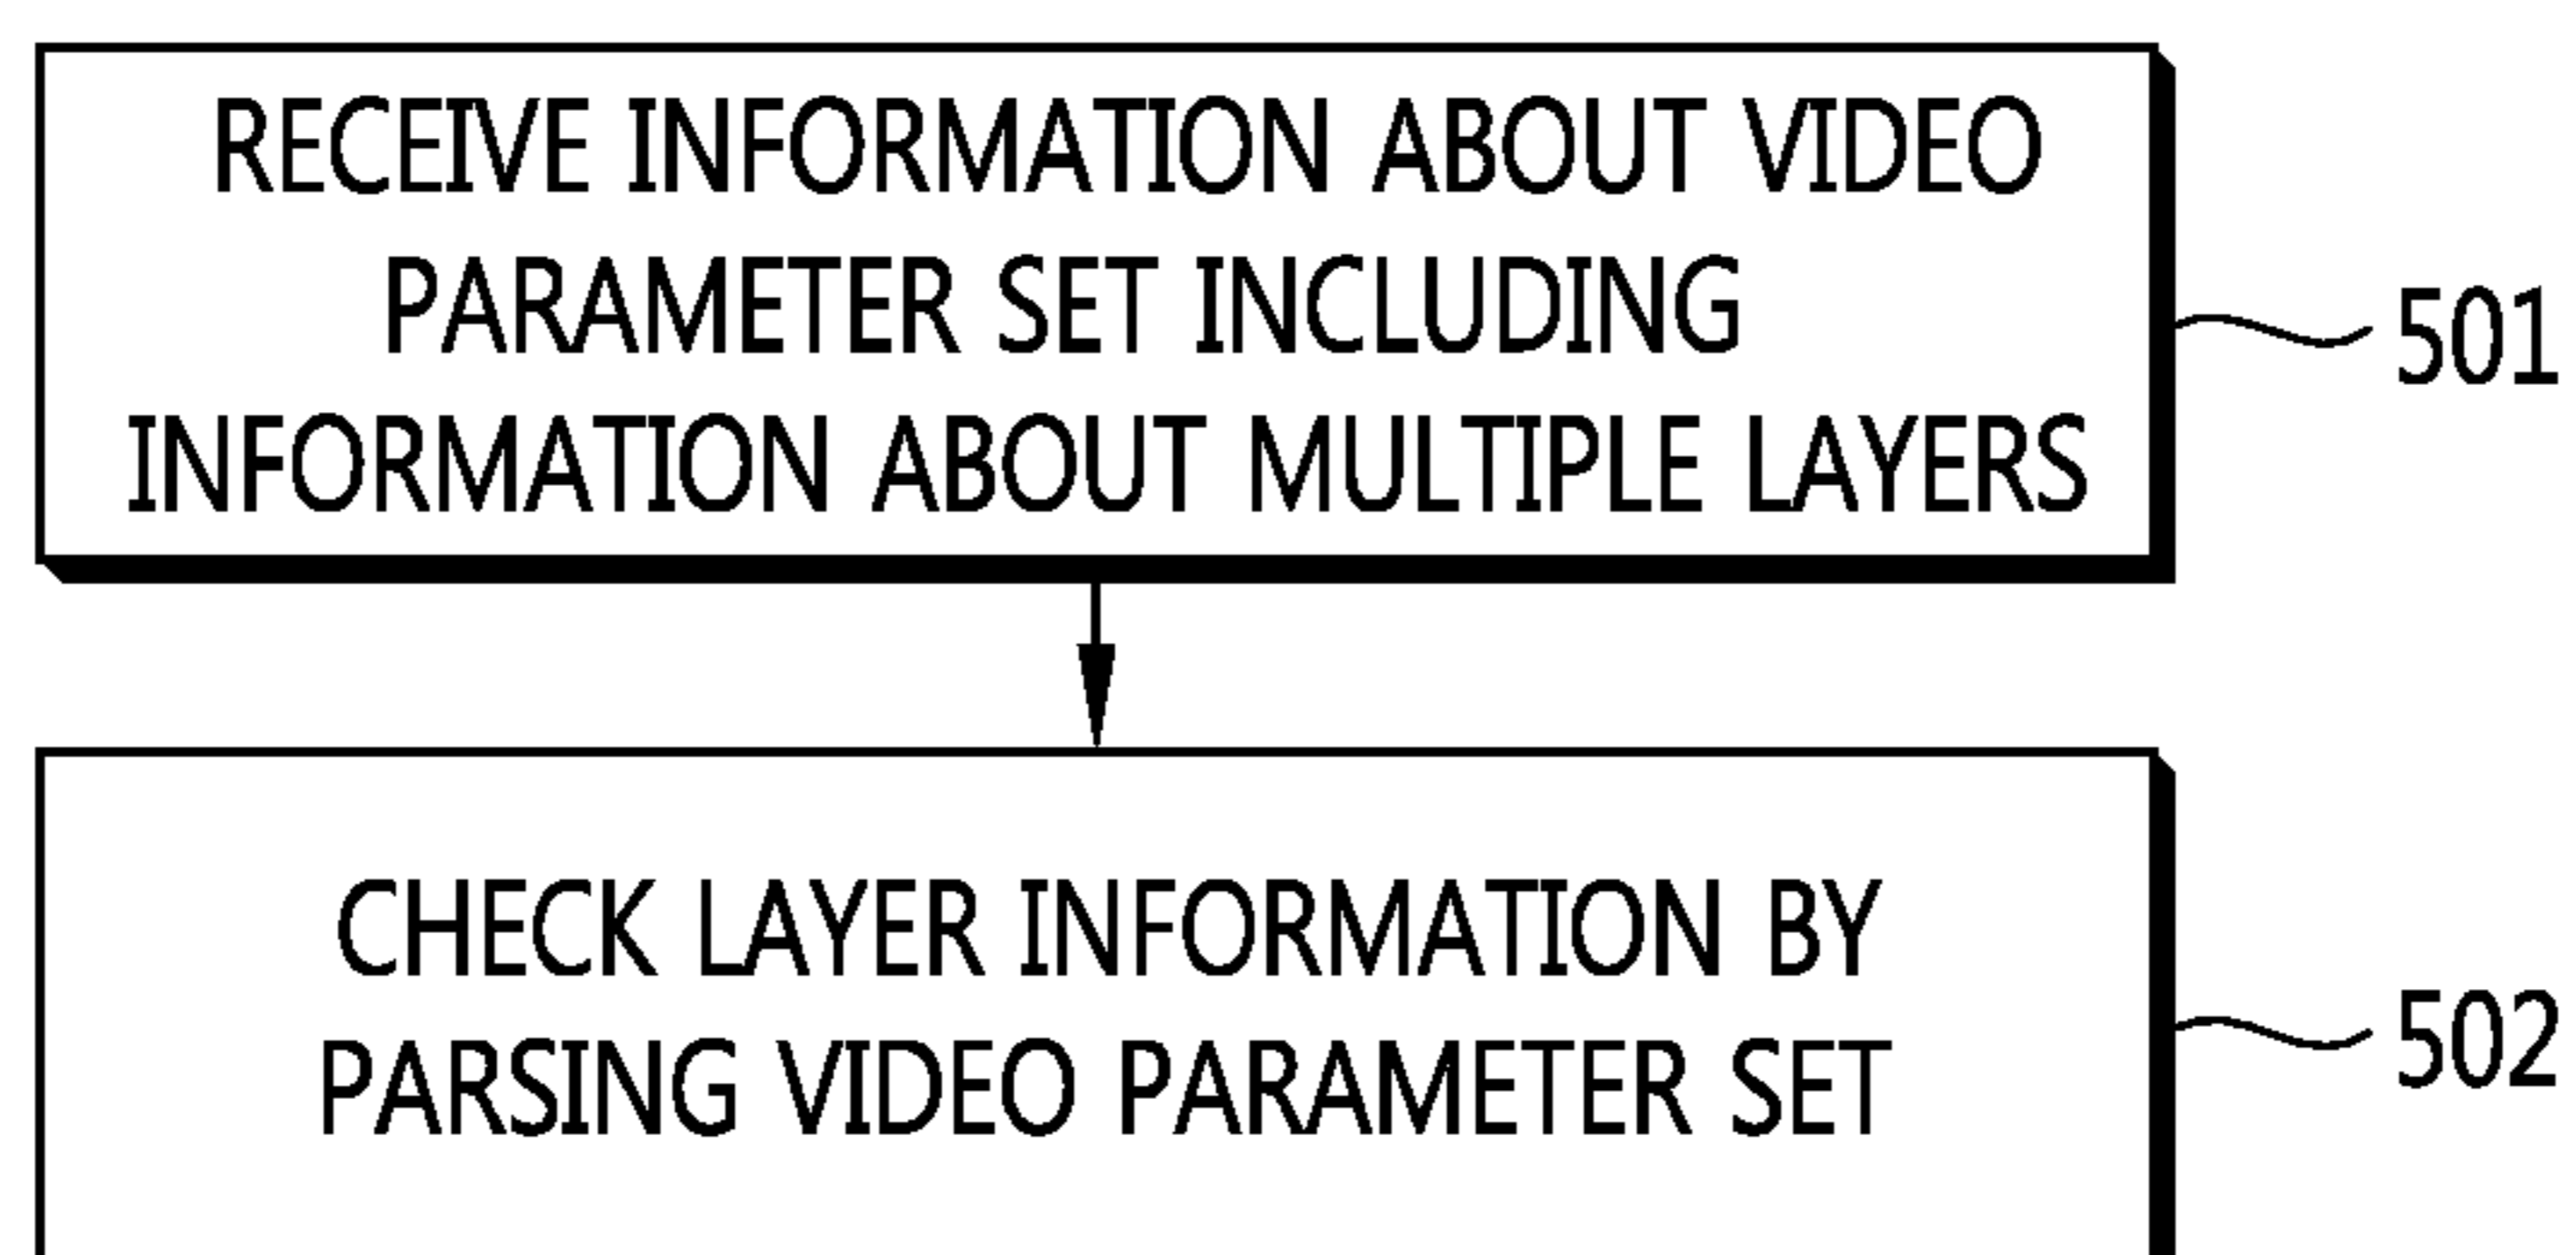 RECEIVE INFORMATION ABOUT VIDEO
PARAMETER SET INCLUDING
INFORMATION ABOUT MULTIPLE LAYERS
501
CHECK LAYER INFORMATION BY
PARSING VIDEO PARAMETER SET
502